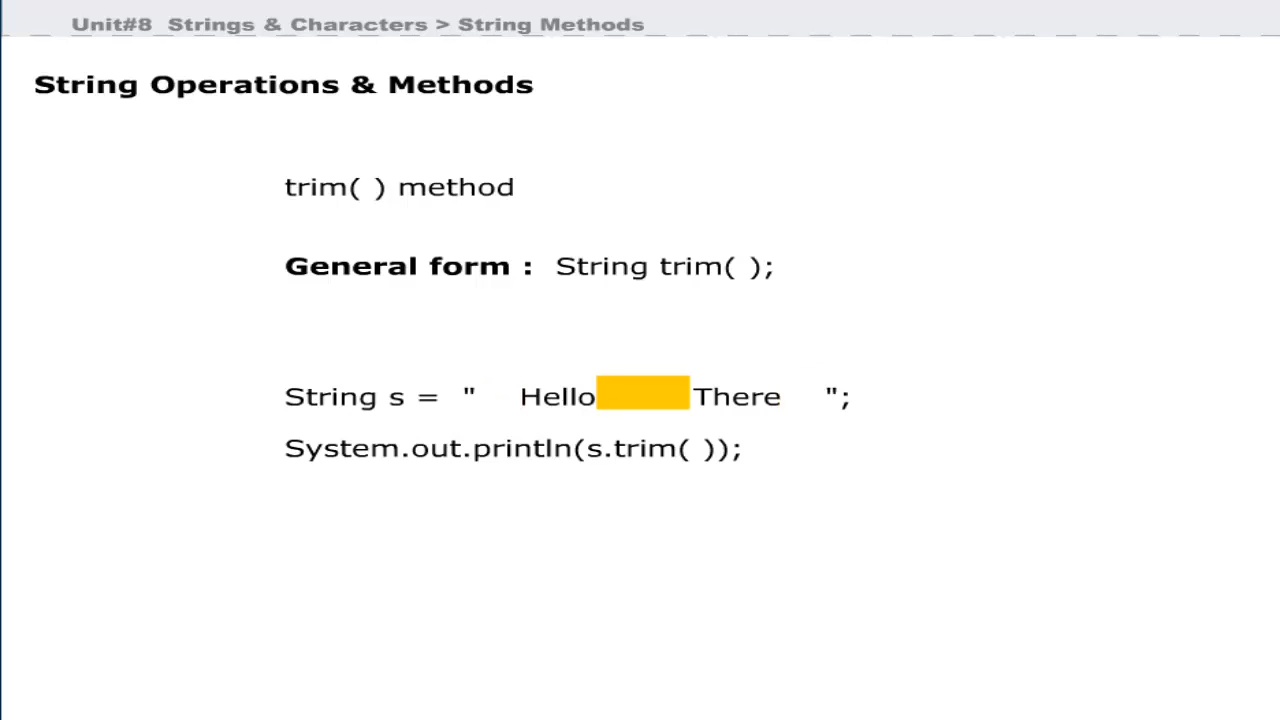 Unit#8 Strings & Characters > String Methods
String Operations & Methods
trim( ) method
General form : String trim( );
String s = " Hello There ";
System.out.println(s.trim( ));